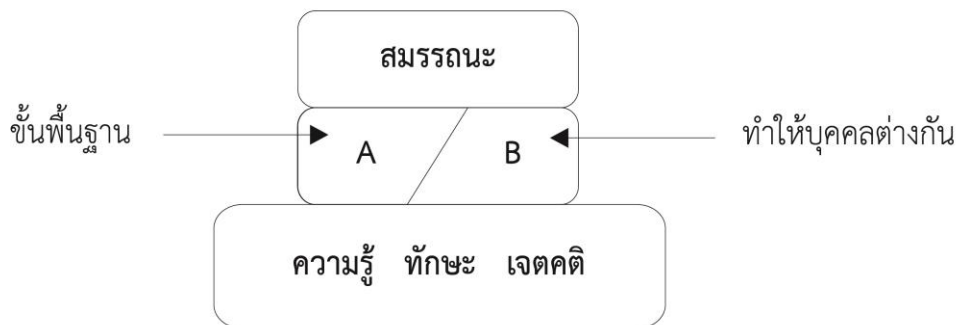 สมรรถนะ
ขั้นพื้นฐาน
A
B
ทำให้บุคคลต่างกัน
ความรู้ ทักษะ เจตคติ